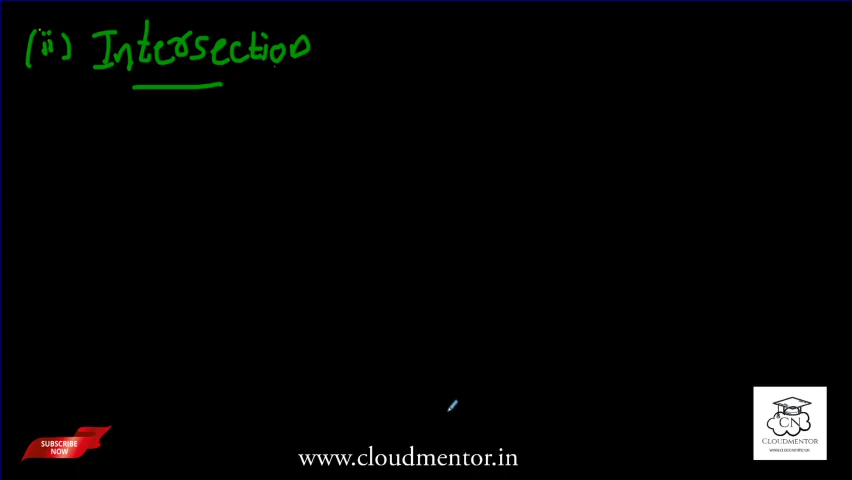 (ii) Intersection
SUBSCRIBE
NOW
www.cloudmentor.in
CN
CLOUDMENTOR